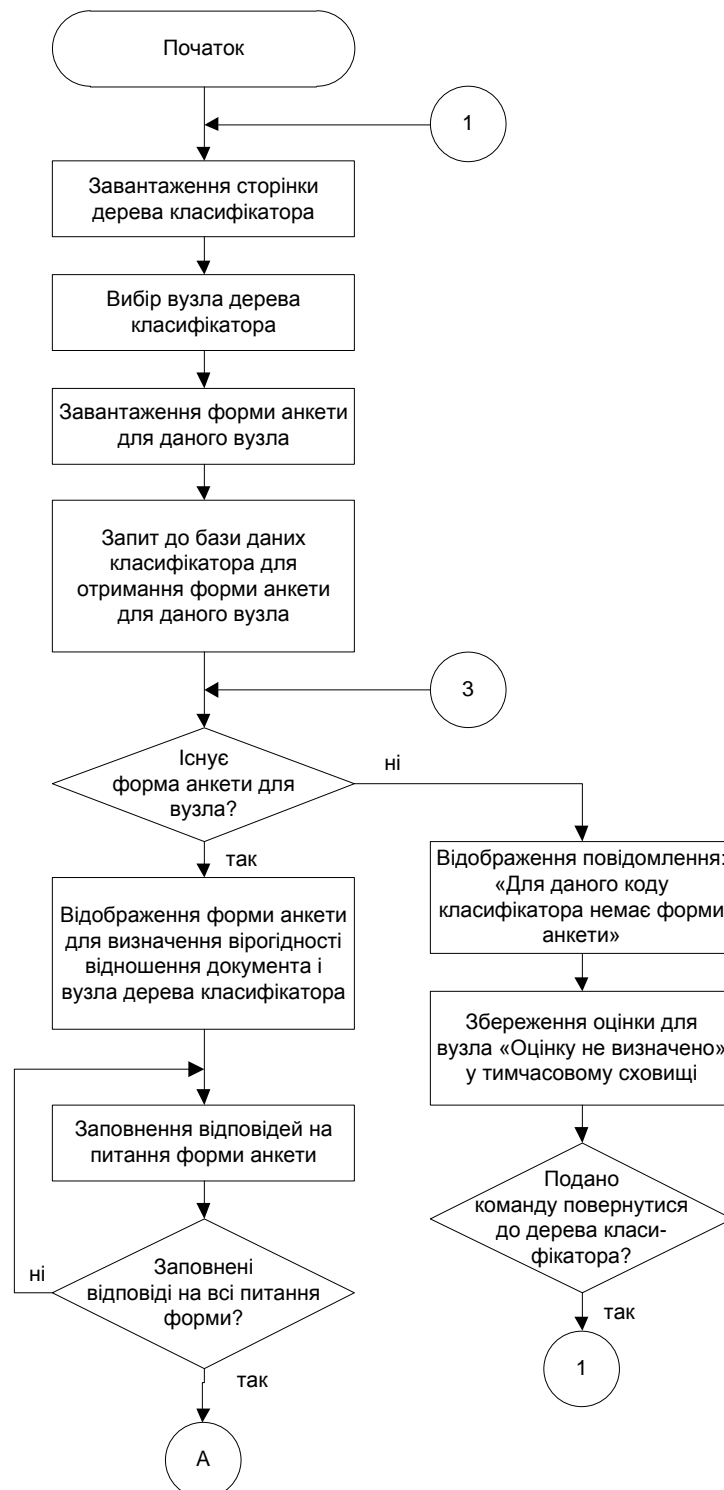 Початок
1
Завантаження сторінки
дерева класифікатора
Вибір вузла дерева
класифікатора
Завантаження форми анкети
для даного вузла
Запит до бази даних
класифікатора для
отримання форми анкети
для даного вузла
3
Існує
форма анкети для
вузла?
ні
так
Відображення повідомлення:
«Для даного коду
класифікатора немає форми
анкети»
Відображення форми анкети
для визначення вірогідності
відношення документа і
вузла дерева класифікатора
Збереження оцінки для
вузла «Оцінку не визначено»
у тимчасовому сховищі
Заповнення відповідей на
питання форми анкети
Подано
команду повернутися
до дерева класи-
фікатора?
Заповнені
відповіді на всі питання
форми?
ні
так
1
так
А